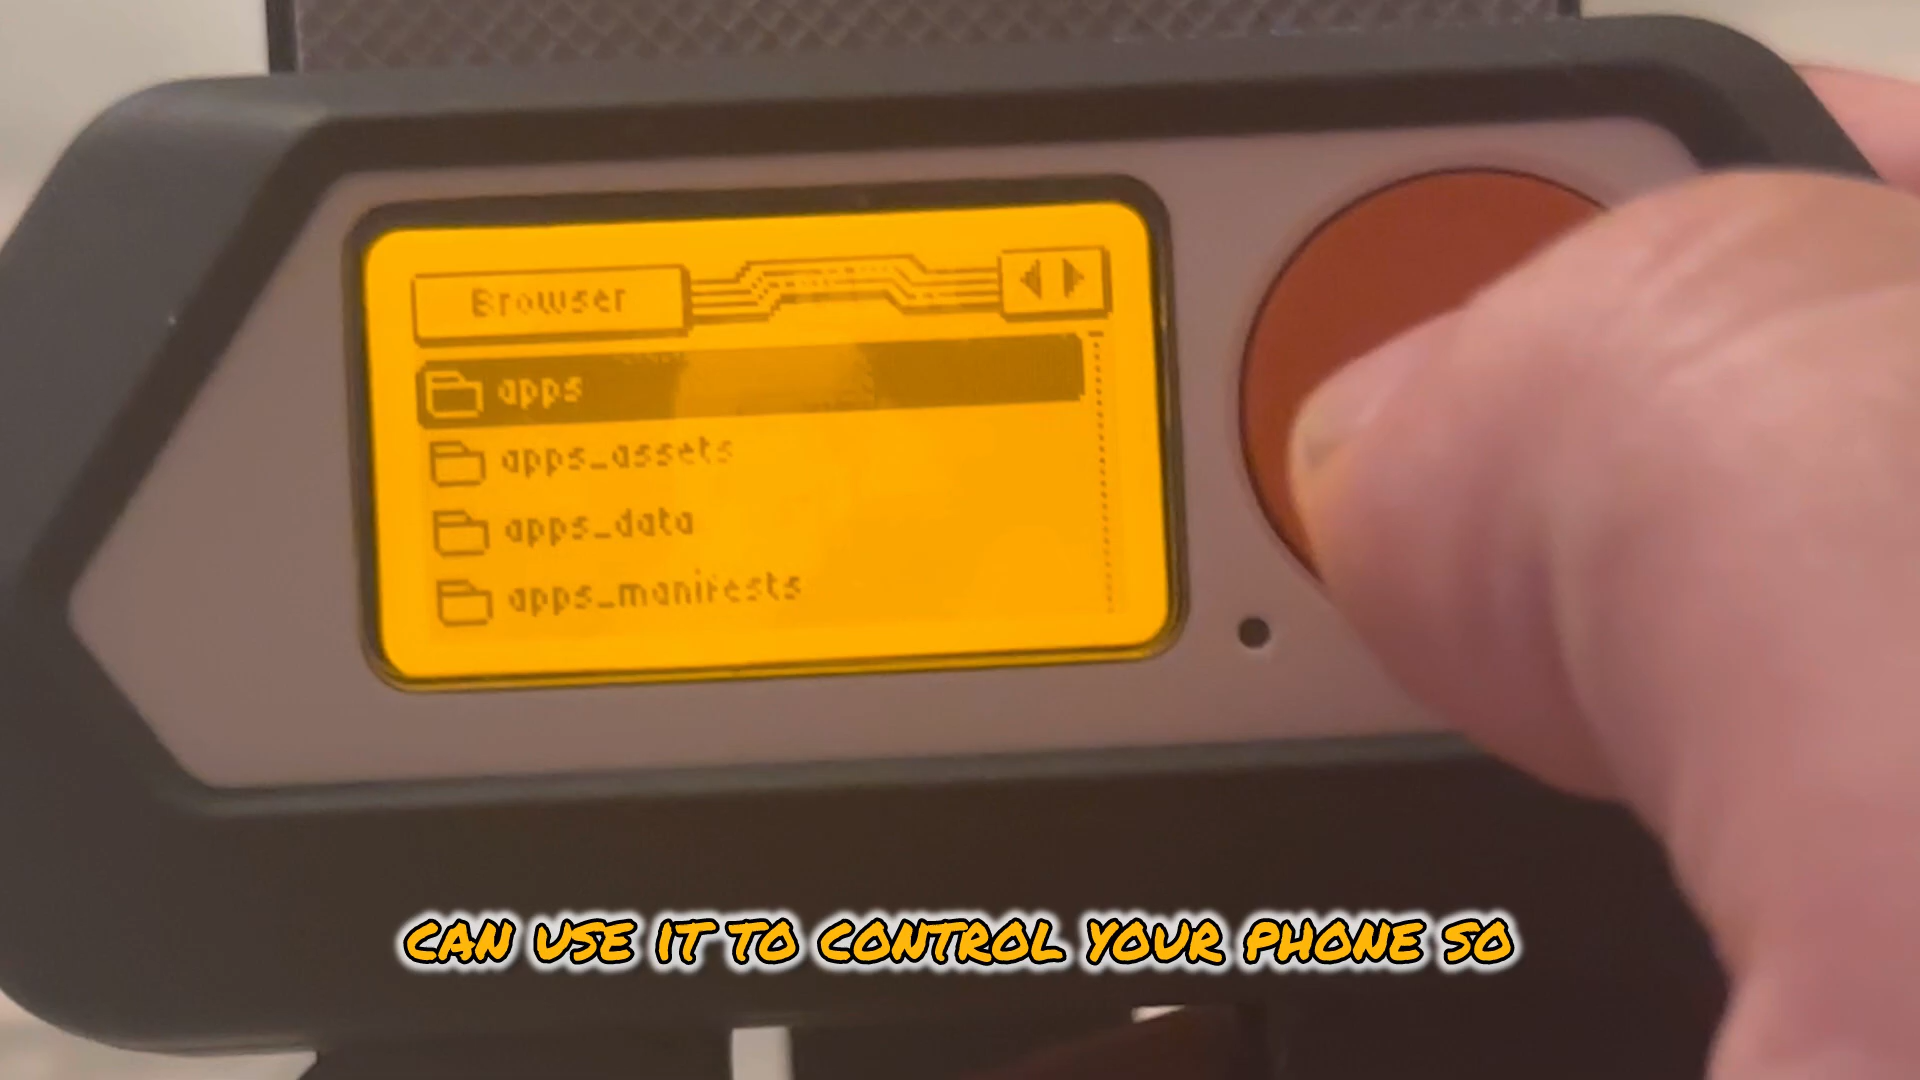 Browser
apps
apps_assets
apps_data
apps_manifests
CAN USE IT TO CONTROL YOUR PHONE SO